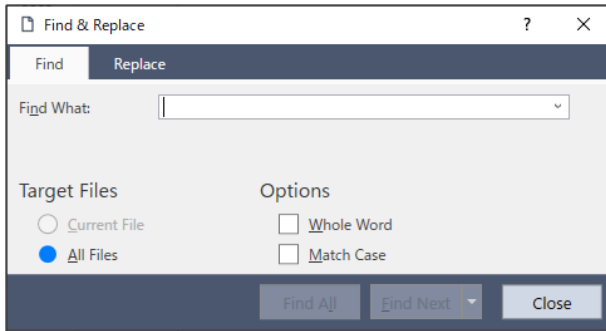 Find & Replace ?
Find Replace
Find What:
Target Files Options
Current File Whole Word
All Files Match Case
Find All Find Next Close